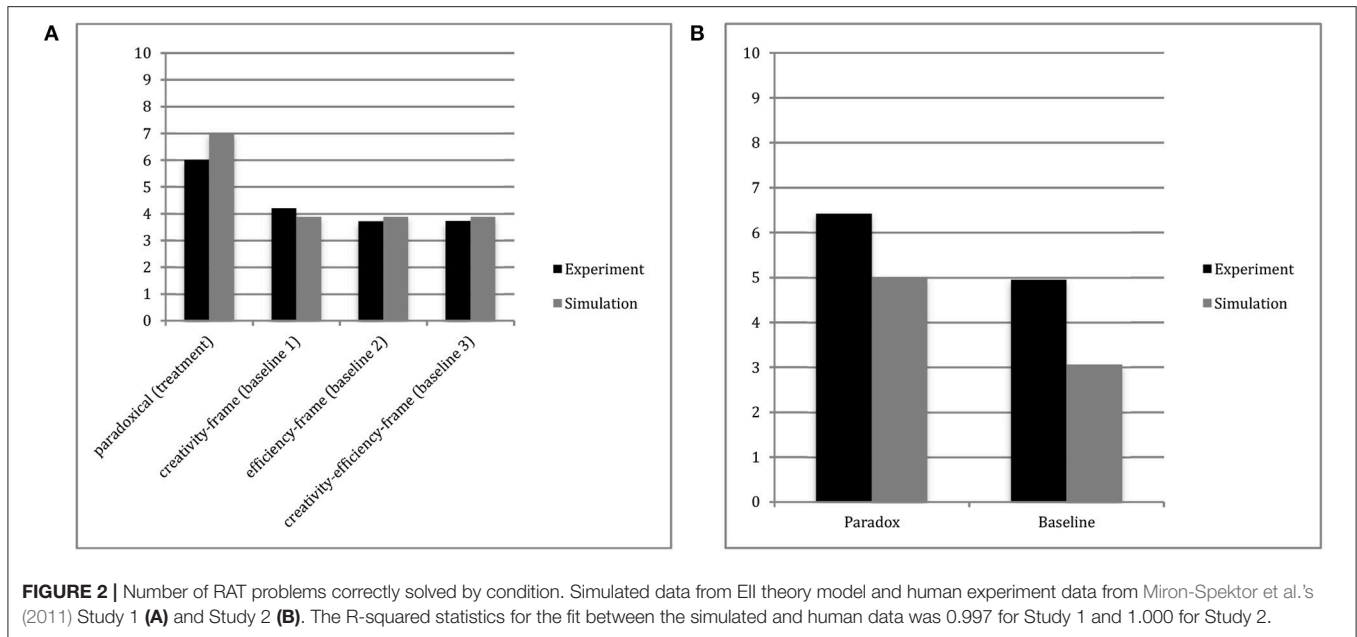 A
10
9
8
7
6
5
4
3
2
1
0
paradoxical (treatment)
creativity-frame (baseline 1)
efficiency-frame (baseline 2)
creativity-efficiency-frame (baseline 3)
Experiment
Simulation
B
10
9
8
7
6
5
4
3
2
1
0
Paradox
Baseline
Experiment
Simulation
FIGURE 2 | Number of RAT problems correctly solved by condition. Simulated data from EII theory model and human experiment data from Miron-Spektor et al.'s
(2011) Study 1 (A) and Study 2 (B). The R-squared statistics for the fit between the simulated and human data was 0.997 for Study 1 and 1.000 for Study 2.